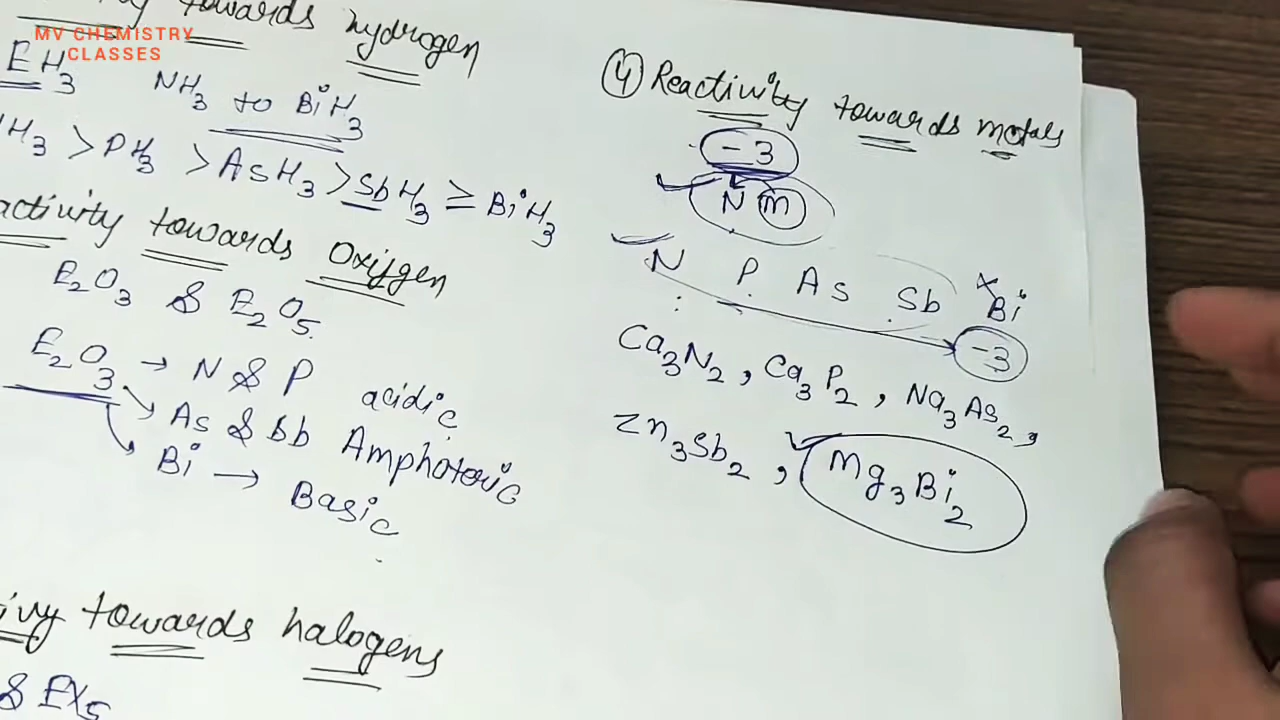 MV CHEMISTRY
CLASSES
towards hydrogen
EH3
NH3 to BiH3
H3 > PH3 > AsH3 > SbH3 ≥ BiH3
activity towards Oxygen
E2O3 & E2O5.
E2O3 → N & P acidic
As & Sb Amphoteric
Bi → Basic
towards halogens
& EX5
④ Reactivity towards metals
-3
N m
N P As Sb Bi
-3
Ca3N2, Ca3P2, Na3As2,
Zn3Sb2, Mg3Bi2